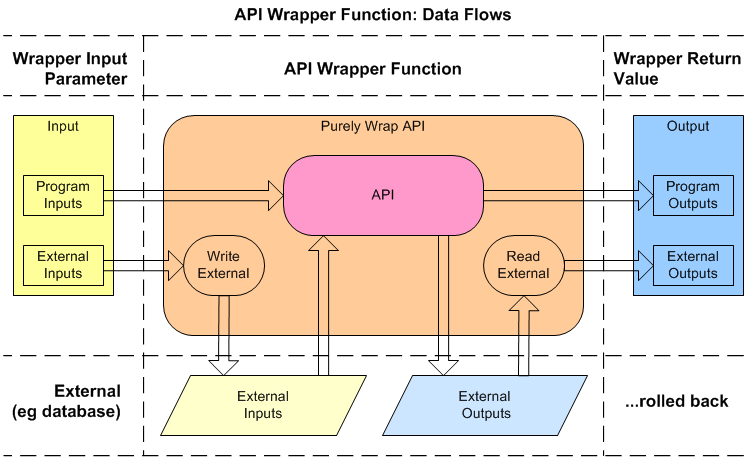 API Wrapper Function: Data Flows
Wrapper Input
Parameter
API Wrapper Function
Wrapper Return
Value
Input
Purely Wrap API
Output
Program
Inputs
API
Program
Outputs
External
Inputs
Write
External
Read
External
External
Outputs
External
(eg database)
External
Inputs
External
Outputs
...rolled back